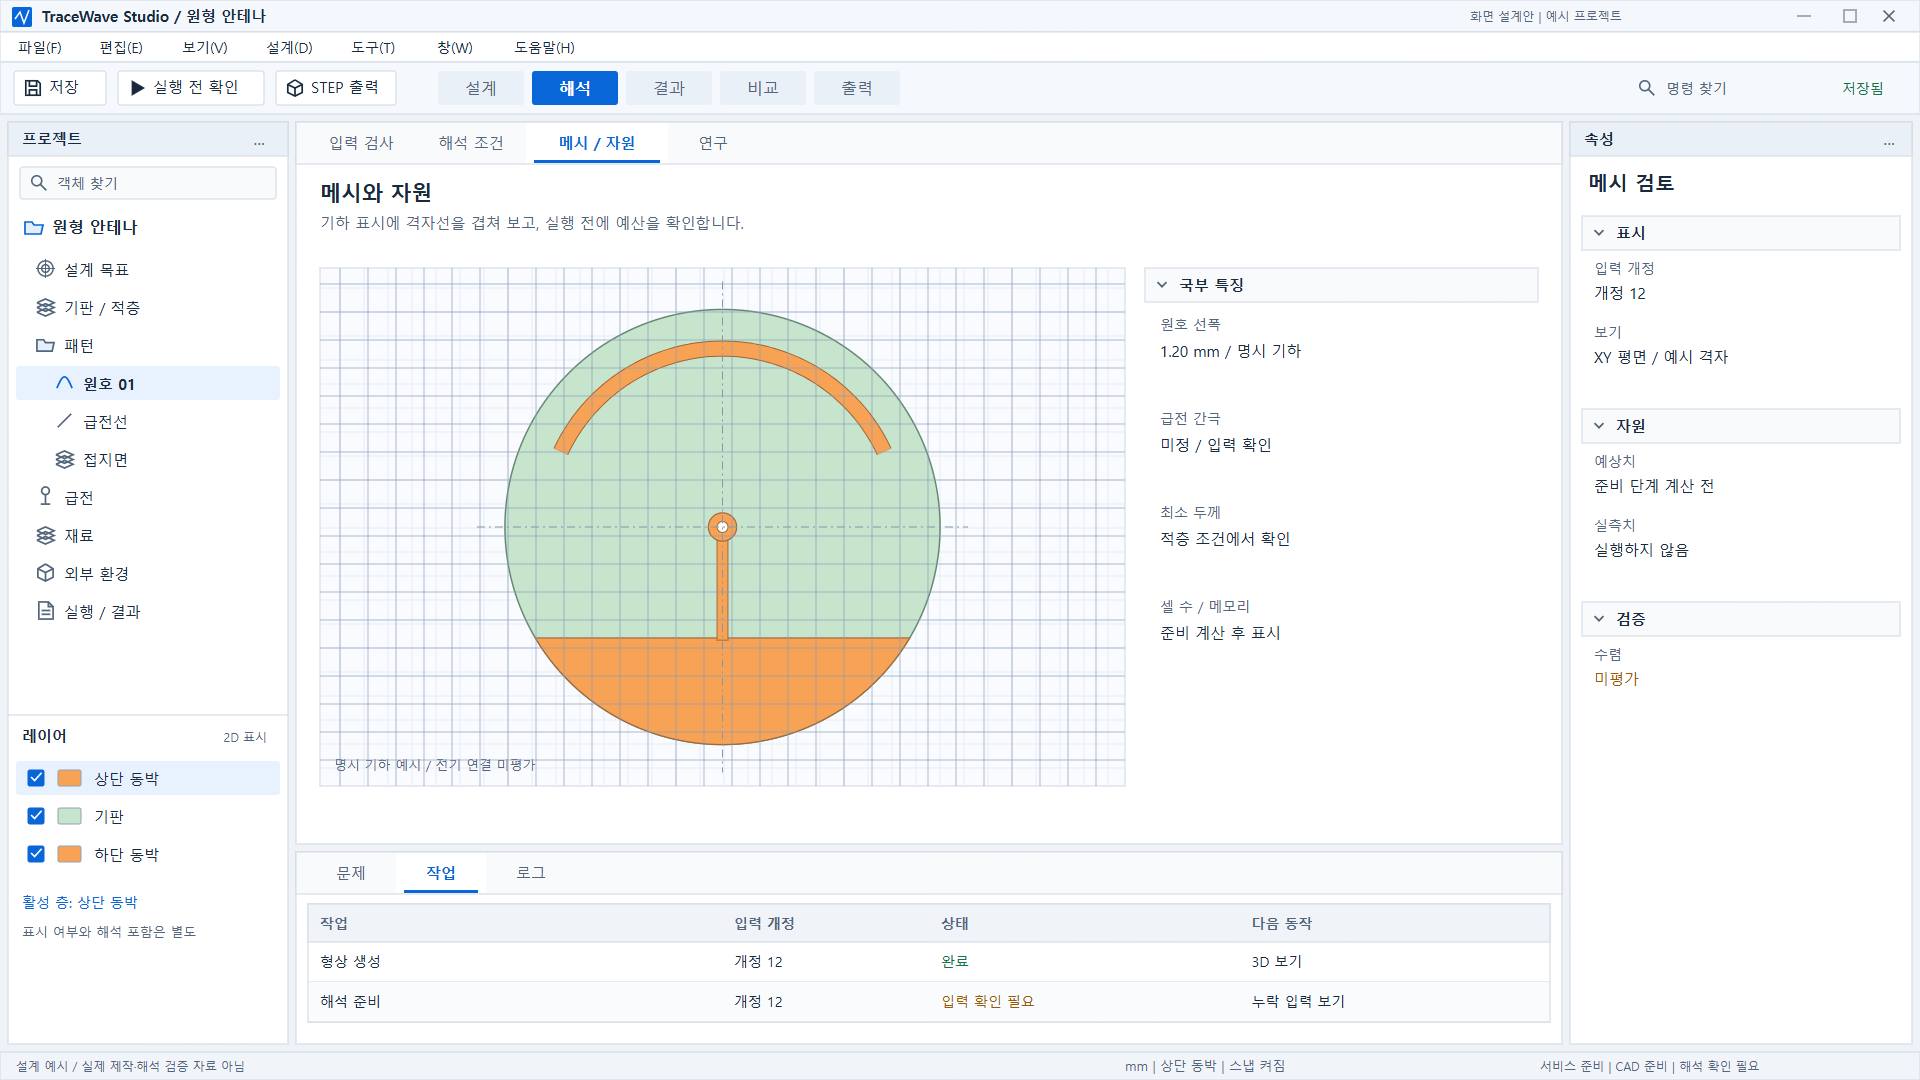 TraceWave Studio / 원형 안테나
화면 설계안 | 예시 프로젝트
파일(F) 편집(E) 보기(V) 설계(D) 도구(T) 창(W) 도움말(H)
저장 실행 전 확인 STEP 출력 설계 해석 결과 비교 출력 명령 찾기 저장됨
프로젝트 ...
객체 찾기
원형 안테나
설계 목표
기판 / 적층
패턴
원호 01
급전선
접지면
급전
재료
외부 환경
실행 / 결과
레이어 2D 표시
상단 동박
기판
하단 동박
활성 층: 상단 동박
표시 여부와 해석 포함은 별도
입력 검사 해석 조건 메시 / 자원 연구
메시와 자원
기하 표시에 격자선을 겹쳐 보고, 실행 전에 예산을 확인합니다.
명시 기하 예시 / 전기 연결 미평가
국부 특징
원호 선폭
1.20 mm / 명시 기하
급전 간극
미정 / 입력 확인
최소 두께
적층 조건에서 확인
셀 수 / 메모리
준비 계산 후 표시
문제 작업 로그
작업 입력 개정 상태 다음 동작
형상 생성 개정 12 완료 3D 보기
해석 준비 개정 12 입력 확인 필요 누락 입력 보기
속성 ...
메시 검토
표시
입력 개정
개정 12
보기
XY 평면 / 예시 격자
자원
예상치
준비 단계 계산 전
실측치
실행하지 않음
검증
수렴
미평가
설계 예시 / 실제 제작·해석 검증 자료 아님
mm | 상단 동박 | 스냅 켜짐
서비스 준비 | CAD 준비 | 해석 확인 필요